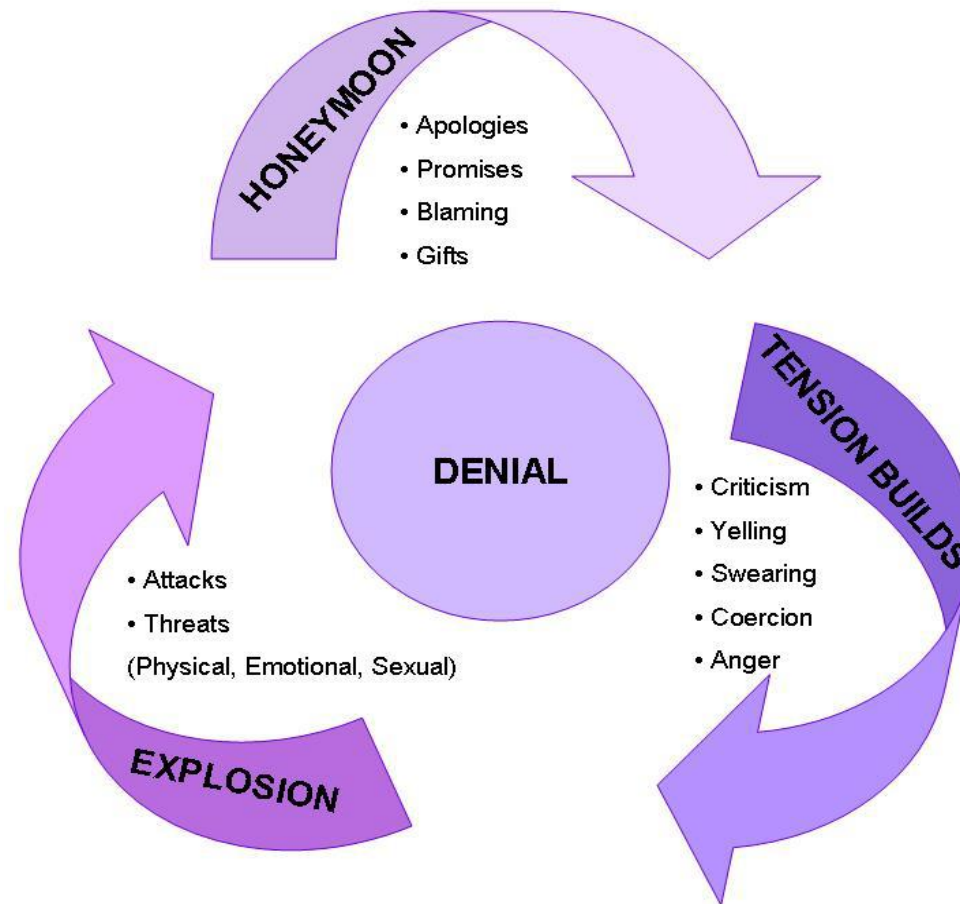 HONEYMOON
• Apologies
• Promises
• Blaming
• Gifts
TENSION BUILDS
• Criticism
• Yelling
• Swearing
• Coercion
• Anger
DENIAL
• Attacks
• Threats
(Physical, Emotional, Sexual)
EXPLOSION